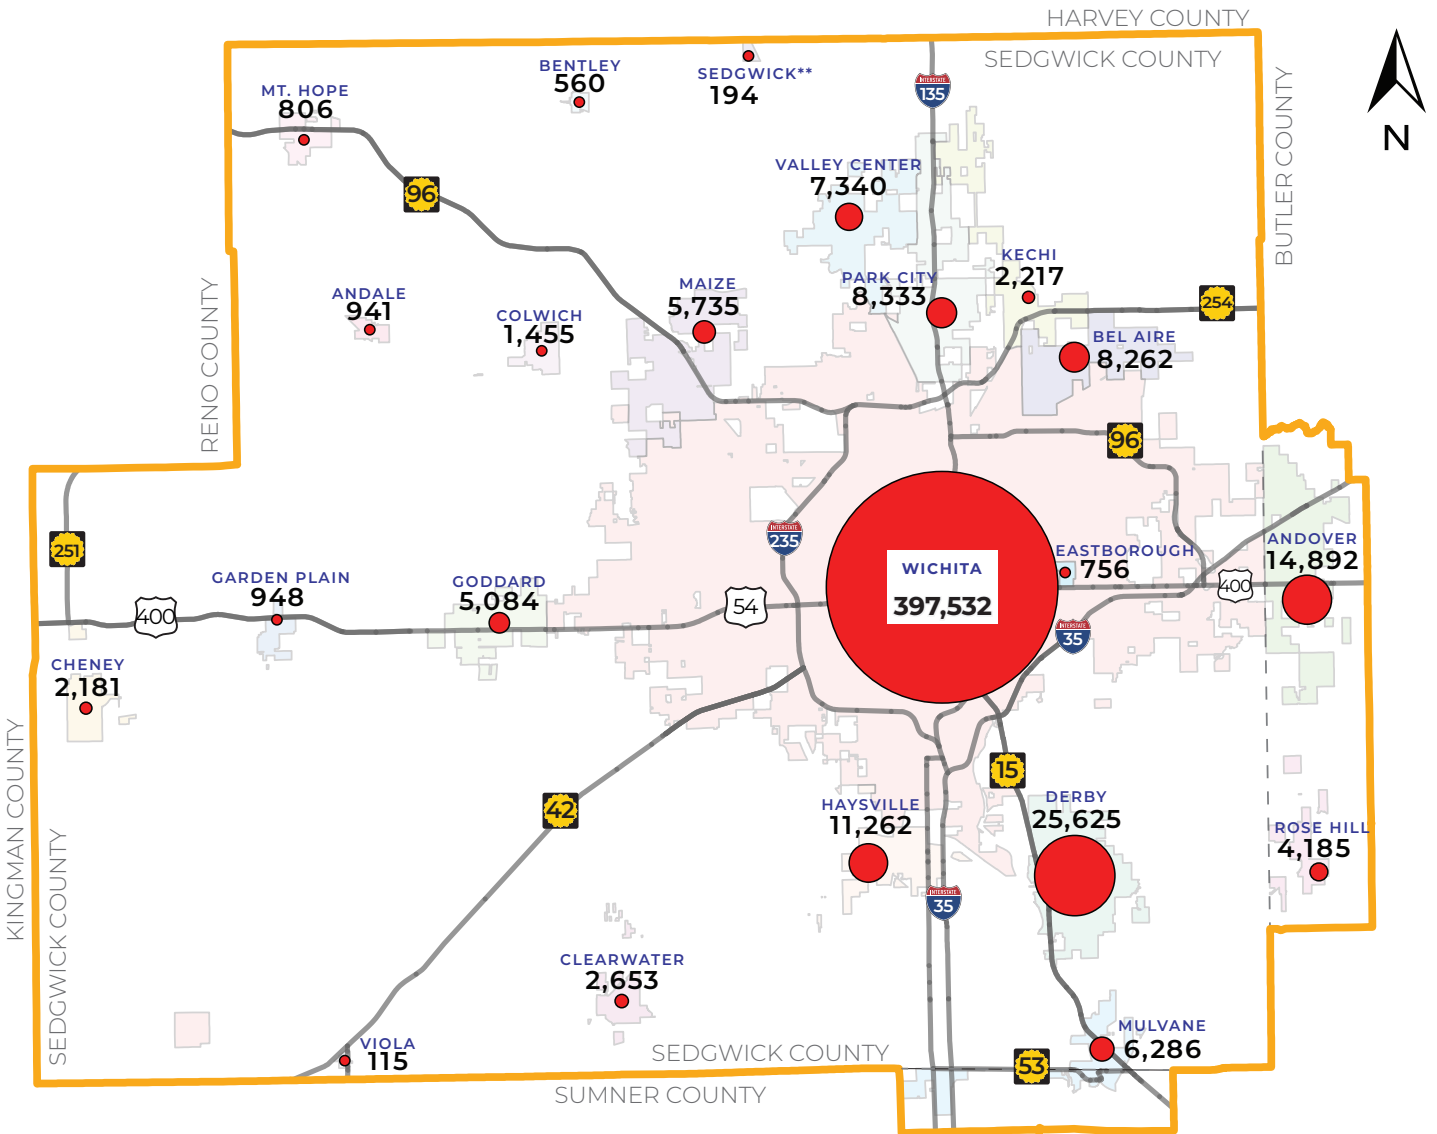 HARVEY COUNTY
SEDGWICK COUNTY
BENTLEY
560
SEDGWICK**
194
MT. HOPE
806
INTERSTATE
135
BUTLER COUNTY
N
VALLEY CENTER
7,340
96
KECHI
2,217
PARK CITY
8,333
MAIZE
5,735
ANDALE
941
COLWICH
1,455
254
BEL AIRE
8,262
RENO COUNTY
96
INTERSTATE
235
251
EASTBOROUGH
756
ANDOVER
14,892
WICHITA
397,532
GARDEN PLAIN
948
GODDARD
5,084
400
54
400
INTERSTATE
35
CHENEY
2,181
KINGMAN COUNTY
SEDGWICK COUNTY
15
42
HAYSVILLE
11,262
DERBY
25,625
ROSE HILL
4,185
INTERSTATE
35
CLEARWATER
2,653
VIOLA
115
MULVANE
6,286
SEDGWICK COUNTY
53
SUMNER COUNTY